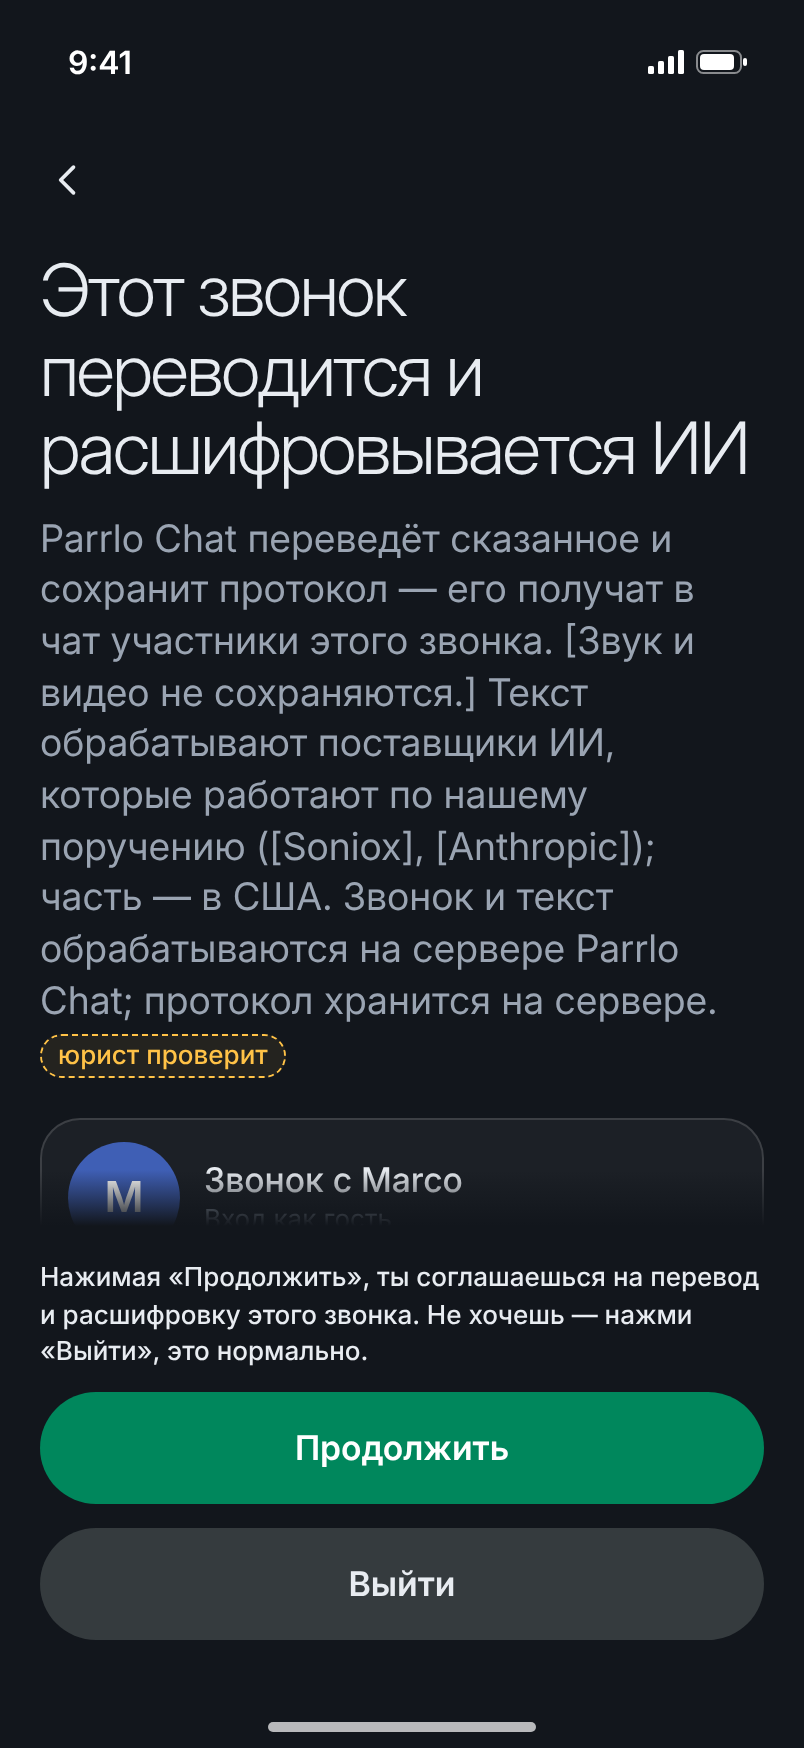 9:41
Этот звонок
переводится и
расшифровывается ИИ
Parrlo Chat переведёт сказанное и
сохранит протокол — его получат в
чат участники этого звонка. [Звук и
видео не сохраняются.] Текст
обрабатывают поставщики ИИ,
которые работают по нашему
поручению ([Soniox], [Anthropic]);
часть — в США. Звонок и текст
обрабатываются на сервере Parrlo
Chat; протокол хранится на сервере.
юрист проверит
M
Звонок с Marco
Вход как гость
Нажимая «Продолжить», ты соглашаешься на перевод
и расшифровку этого звонка. Не хочешь — нажми
«Выйти», это нормально.
Продолжить
Выйти